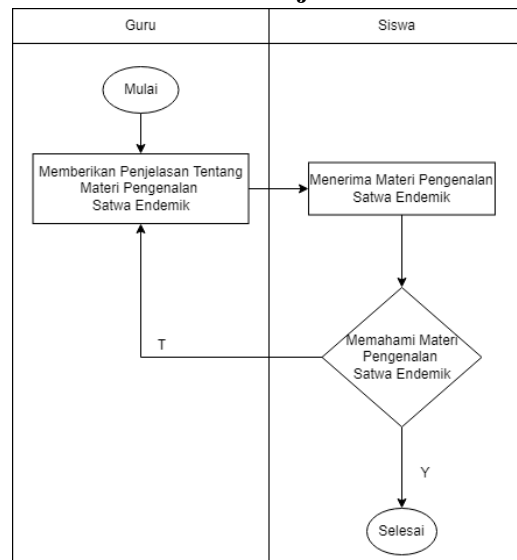 Guru
Siswa
Mulai
Memberikan Penjelasan Tentang
Materi Pengenalan
Satwa Endemik
Menerima Materi Pengenalan
Satwa Endemik
Memahami Materi
Pengenalan
Satwa Endemik
T
Y
Selesai